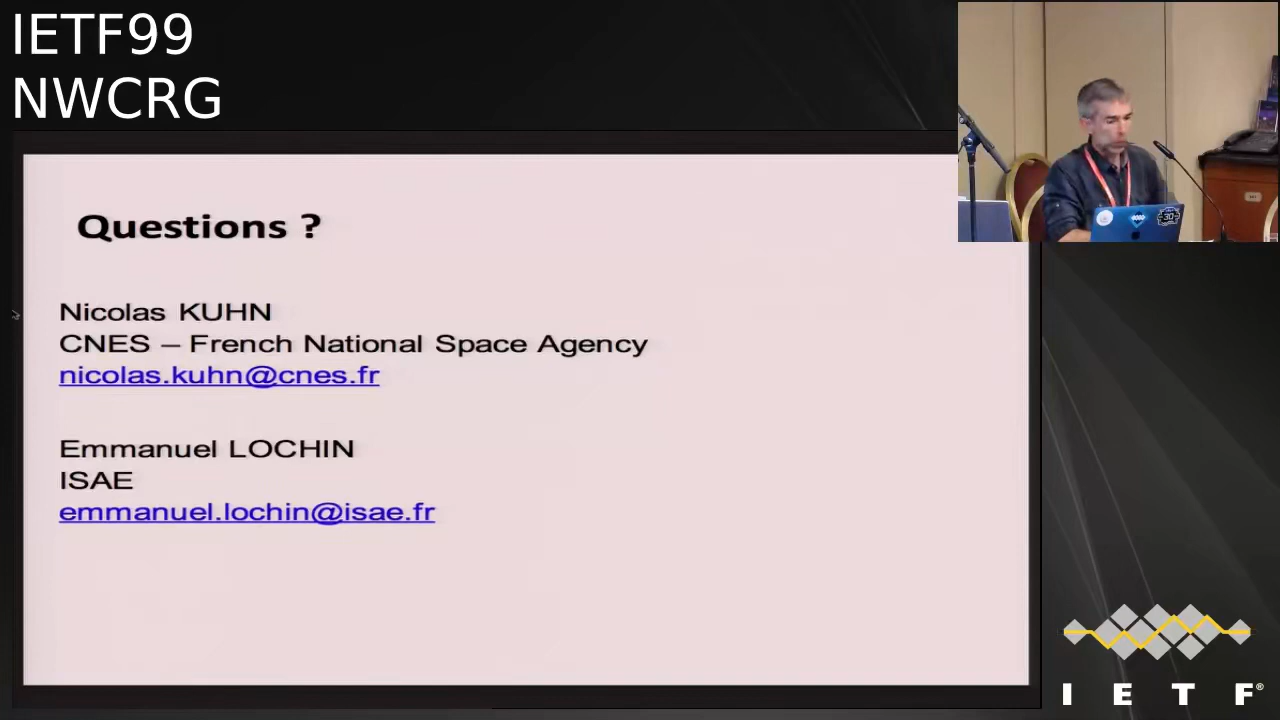 IETF99
NWCRG
Questions ?
Nicolas KUHN
CNES – French National Space Agency
nicolas.kuhn@cnes.fr
Emmanuel LOCHIN
ISAE
emmanuel.lochin@isae.fr
I E T F®